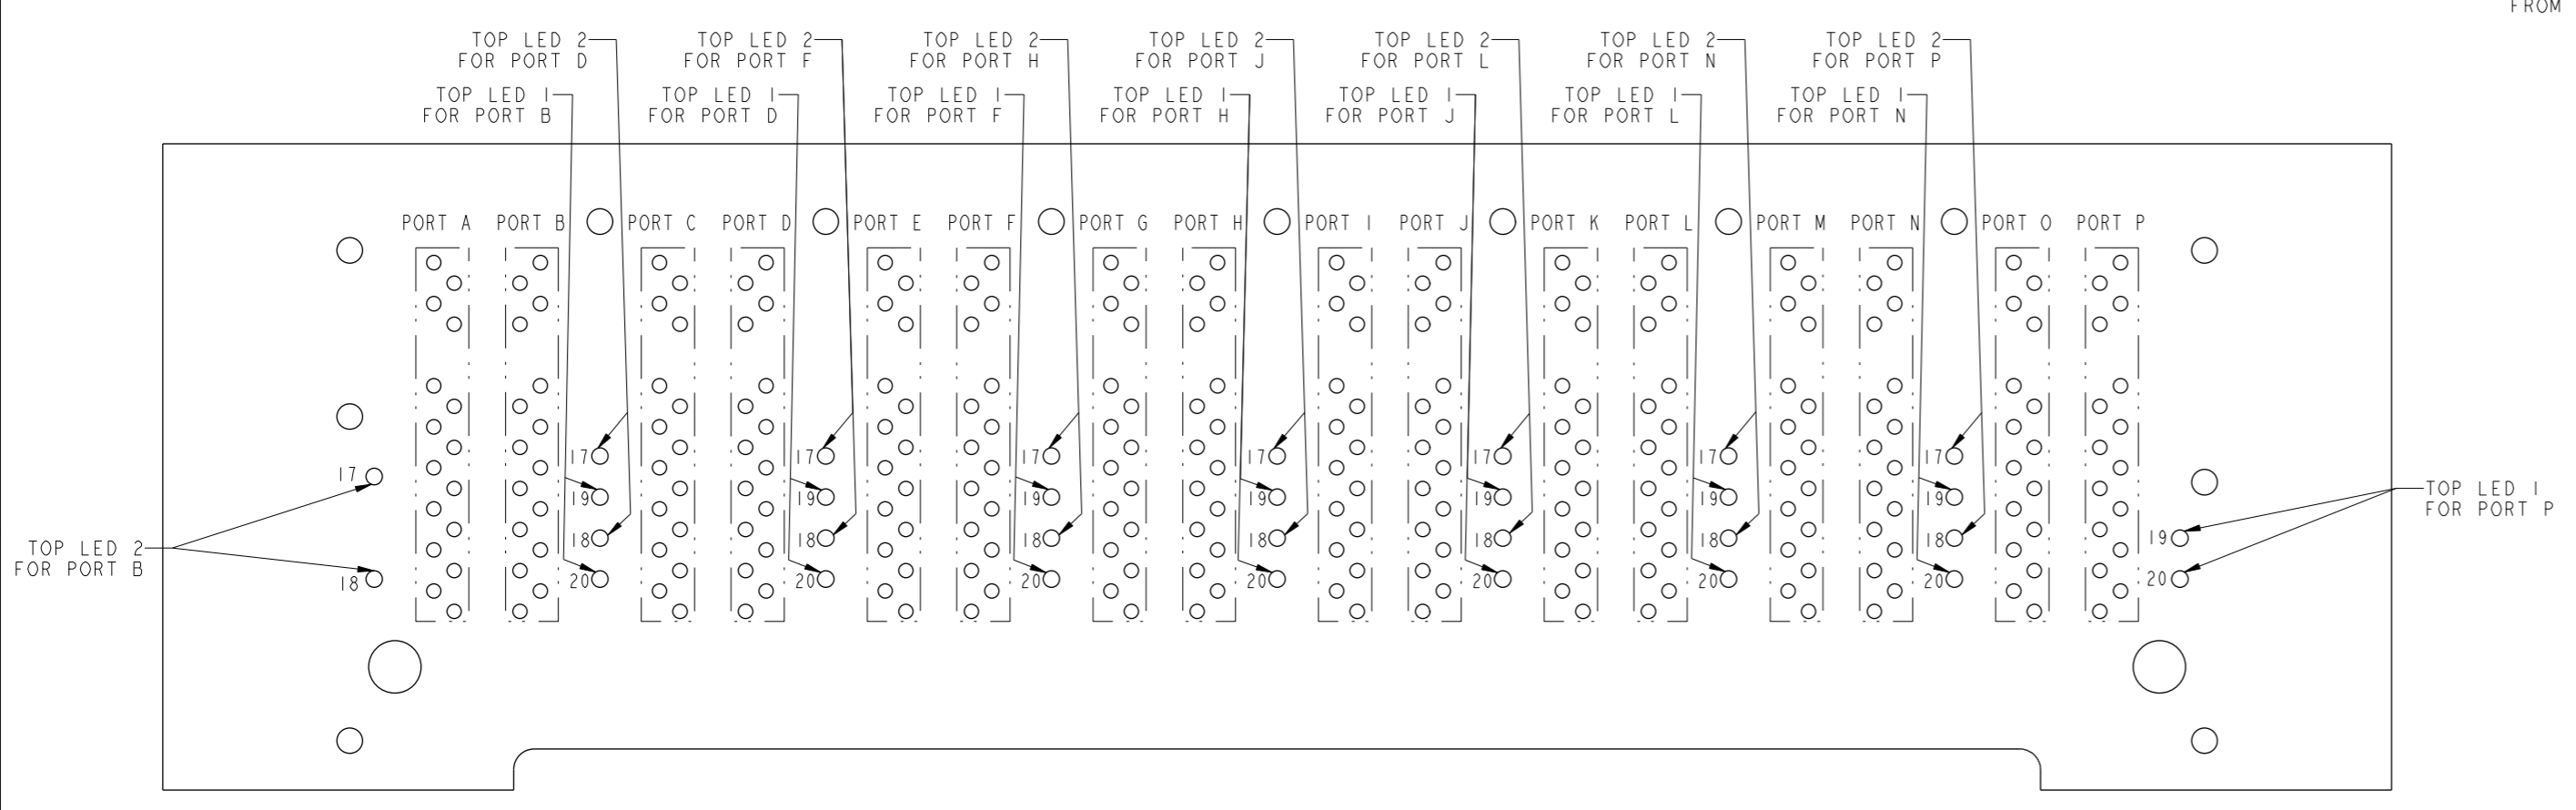 FROM
TOP LED 2
FOR PORT D
TOP LED 2
FOR PORT F
TOP LED 2
FOR PORT H
TOP LED 2
FOR PORT J
TOP LED 2
FOR PORT L
TOP LED 2
FOR PORT N
TOP LED 2
FOR PORT P
TOP LED 1
FOR PORT B
TOP LED 1
FOR PORT D
TOP LED 1
FOR PORT F
TOP LED 1
FOR PORT H
TOP LED 1
FOR PORT J
TOP LED 1
FOR PORT L
TOP LED 1
FOR PORT N
PORT A PORT B PORT C PORT D PORT E PORT F PORT G PORT H PORT I PORT J PORT K PORT L PORT M PORT N PORT O PORT P
17 17 17 17 17 17 17
17
19 19 19 19 19 19 19
TOP LED 1
FOR PORT P
18 18 18 18 18 18 18 19
TOP LED 2
FOR PORT B
18 20 20 20 20 20 20 20 20